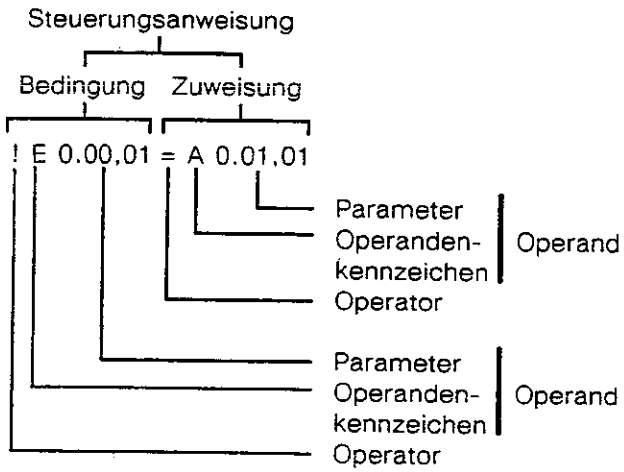 Steuerungsanweisung
Bedingung Zuweisung
! E 0.00,01 = A 0.01,01
Parameter
Operanden-
kennzeichen
Operand
Operator
Parameter
Operanden-
kennzeichen
Operand
Operator